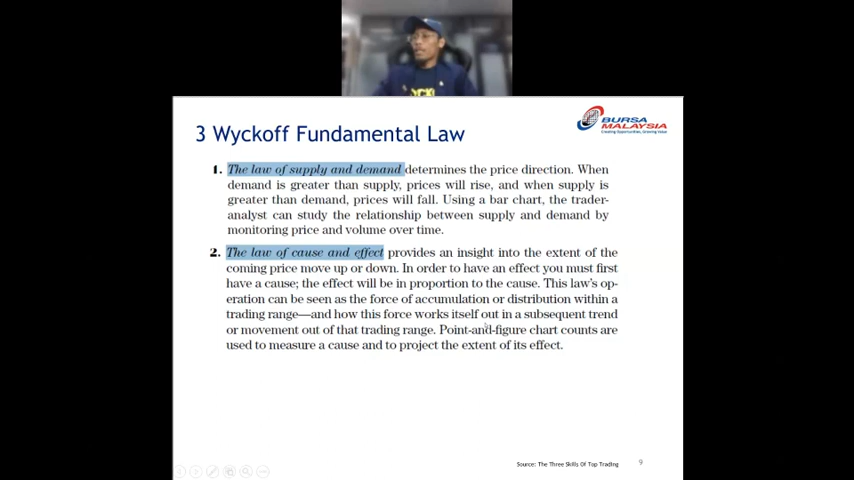 BURSA
MALAYSIA
Creating Opportunities, Growing Value
3 Wyckoff Fundamental Law
1. The law of supply and demand determines the price direction. When
demand is greater than supply, prices will rise, and when supply is
greater than demand, prices will fall. Using a bar chart, the trader-
analyst can study the relationship between supply and demand by
monitoring price and volume over time.
2. The law of cause and effect provides an insight into the extent of the
coming price move up or down. In order to have an effect you must first
have a cause; the effect will be in proportion to the cause. This law's op-
eration can be seen as the force of accumulation or distribution within a
trading range—and how this force works itself out in a subsequent trend
or movement out of that trading range. Point-and-figure chart counts are
used to measure a cause and to project the extent of its effect.
Source: The Three Skills Of Top Trading
9